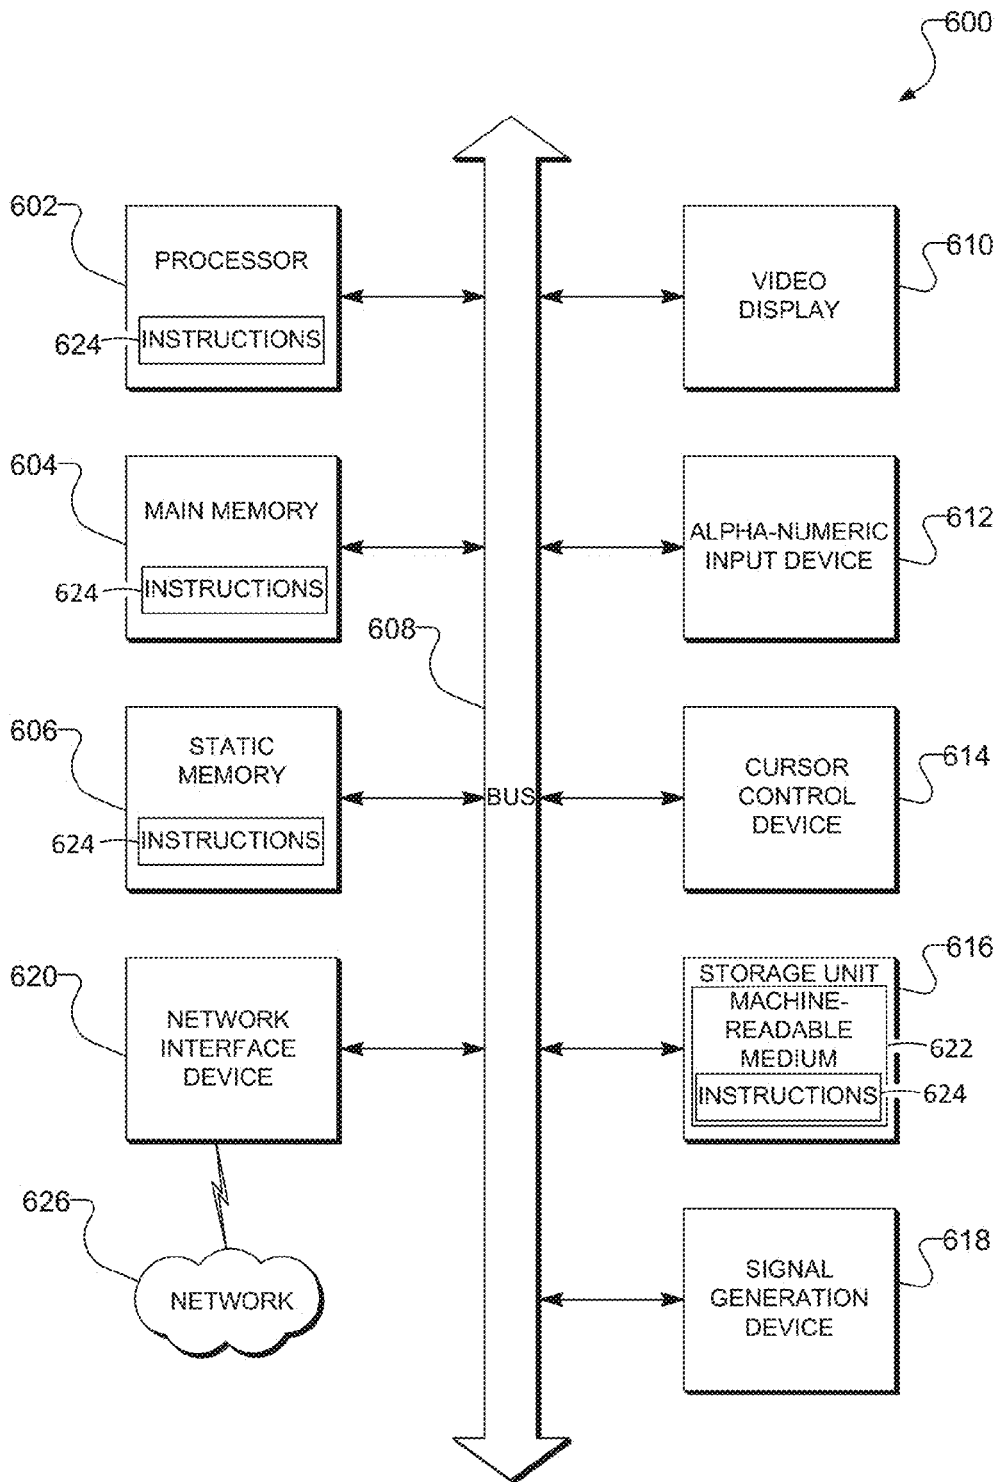 600
602
PROCESSOR
624
INSTRUCTIONS
610
VIDEO
DISPLAY
604
MAIN MEMORY
624
INSTRUCTIONS
612
ALPHA-NUMERIC
INPUT DEVICE
608
606
STATIC
MEMORY
624
INSTRUCTIONS
BUS
614
CURSOR
CONTROL
DEVICE
620
NETWORK
INTERFACE
DEVICE
616
STORAGE UNIT
MACHINE-
READABLE
MEDIUM
622
INSTRUCTIONS
624
626
NETWORK
618
SIGNAL
GENERATION
DEVICE